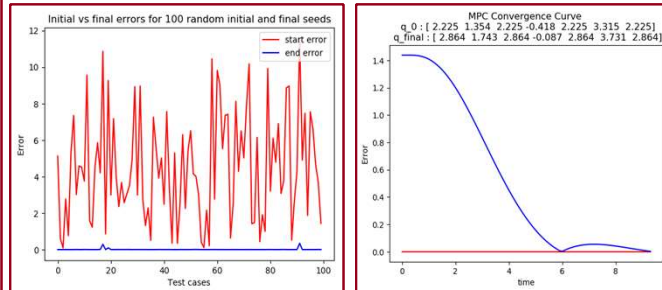 Initial vs final errors for 100 random initial and final seeds
start error
end error
12
10
8
6
4
2
0
Error
0
20
40
60
80
100
Test cases
MPC Convergence Curve
q_0 : [ 2.225 1.354 2.225 -0.418 2.225 3.315 2.225]
q_final : [ 2.864 1.743 2.864 -0.087 2.864 3.731 2.864]
1.4
1.2
1.0
0.8
0.6
0.4
0.2
0.0
Error
0
2
4
6
8
time